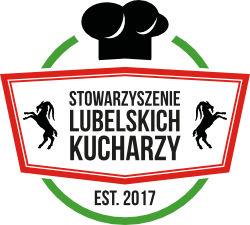 STOWARZYSZENIE
LUBELSKICH
KUCHARZY
EST. 2017